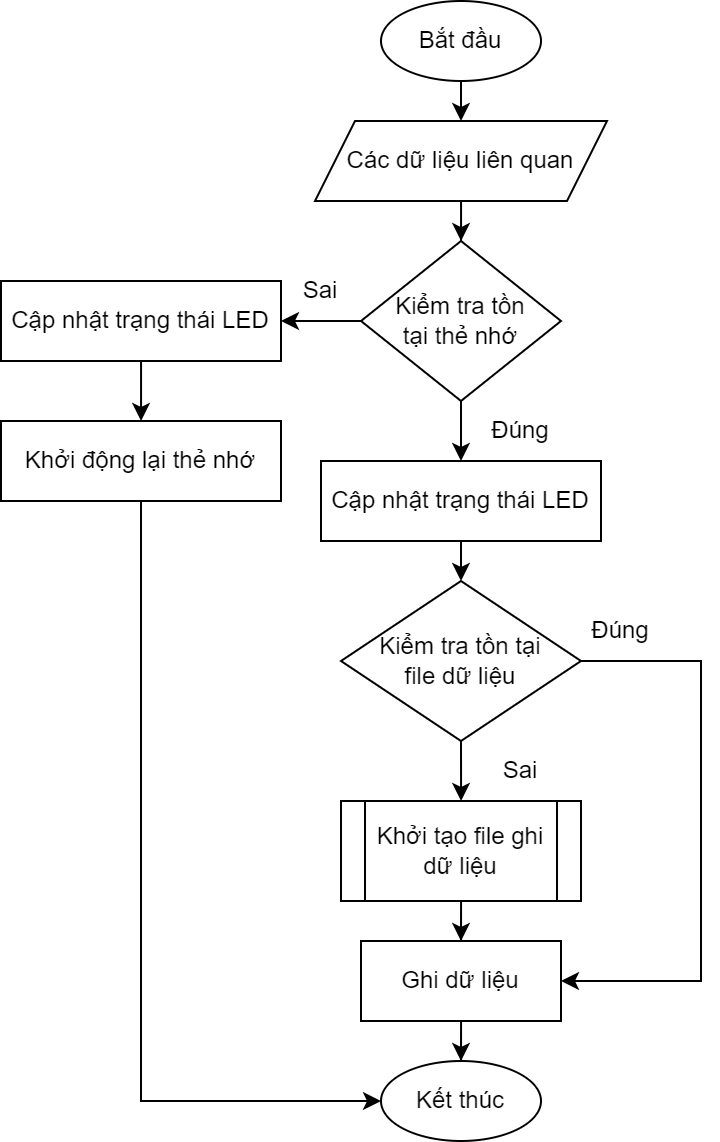 Bắt đầu
Các dữ liệu liên quan
Kiểm tra tồn
tại thẻ nhớ
Sai
Cập nhật trạng thái LED
Khởi động lại thẻ nhớ
Đúng
Cập nhật trạng thái LED
Kiểm tra tồn tại
file dữ liệu
Đúng
Sai
Khởi tạo file ghi
dữ liệu
Ghi dữ liệu
Kết thúc